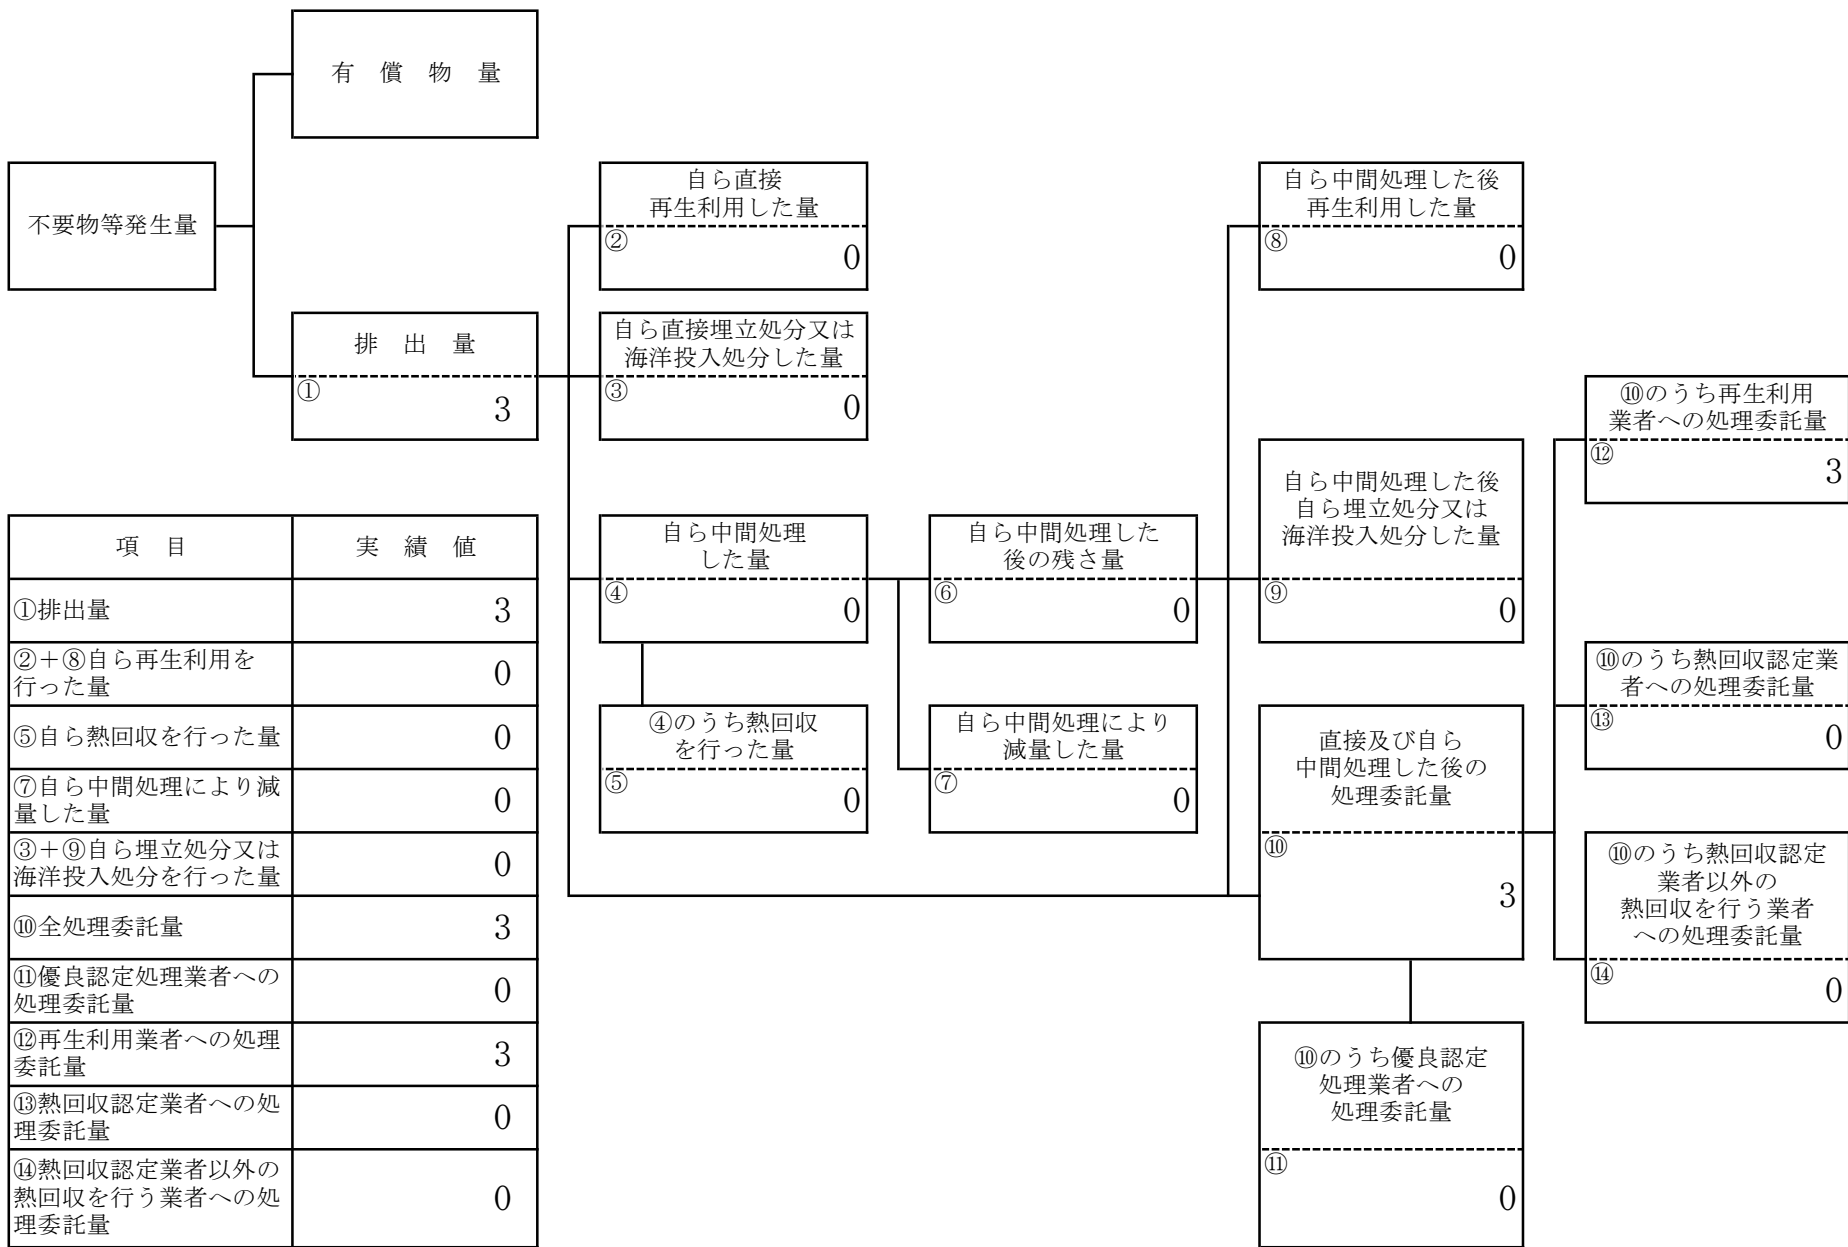 有 償 物 量
不要物等発生量
排 出 量
①
3
自ら直接
再生利用した量
②
0
自ら直接埋立処分又は
海洋投入処分した量
③
0
自ら中間処理
した量
④
0
④のうち熱回収
を行った量
⑤
0
自ら中間処理した
後の残さ量
⑥
0
自ら中間処理により
減量した量
⑦
0
自ら中間処理した後
再生利用した量
⑧
0
自ら中間処理した後
自ら埋立処分又は
海洋投入処分した量
⑨
0
直接及び自ら
中間処理した後の
処理委託量
⑩
3
⑩のうち優良認定
処理業者への
処理委託量
⑪
0
⑩のうち再生利用
業者への処理委託量
⑫
3
⑩のうち熱回収認定業
者への処理委託量
⑬
0
⑩のうち熱回収認定
業者以外の
熱回収を行う業者
への処理委託量
⑭
0
項 目 実 績 値
①排出量 3
②＋⑧自ら再生利用を
行った量 0
⑤自ら熱回収を行った量 0
⑦自ら中間処理により減
量した量 0
③＋⑨自ら埋立処分又は
海洋投入処分を行った量 0
⑩全処理委託量 3
⑪優良認定処理業者への
処理委託量 0
⑫再生利用業者への処理
委託量 3
⑬熱回収認定業者への処
理委託量 0
⑭熱回収認定業者以外の
熱回収を行う業者への処
理委託量 0